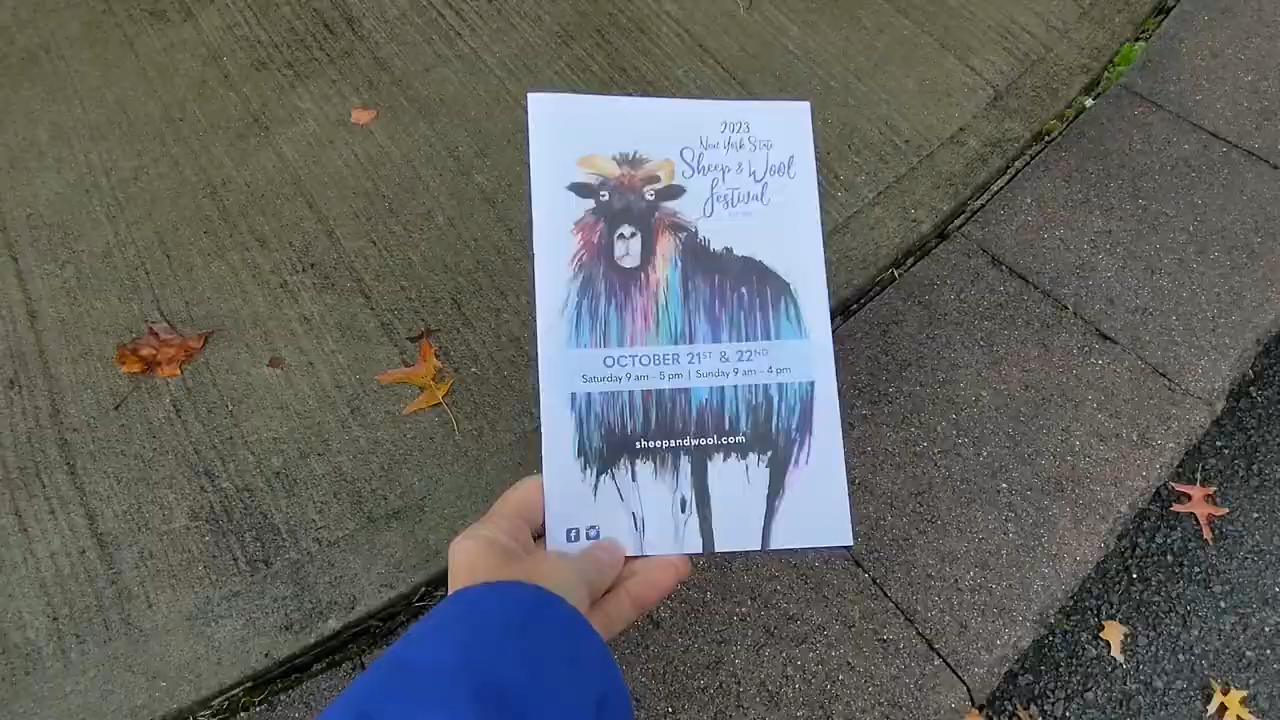 2023
New York State
Sheep & Wool
Festival
OCTOBER 21ST & 22ND
Saturday 9 am - 5 pm | Sunday 9 am - 4 pm
sheepandwool.com